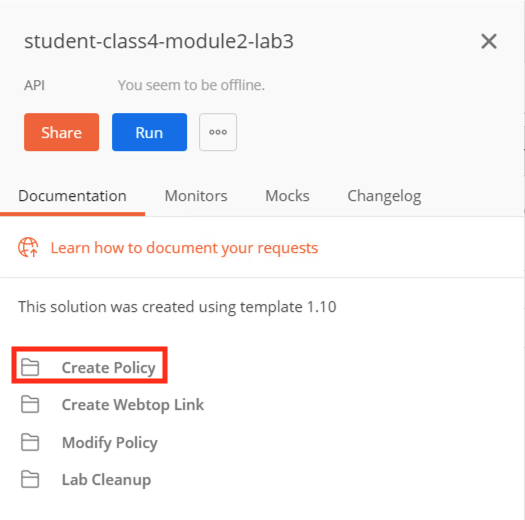 student-class4-module2-lab3
API You seem to be offline.
Share Run
Documentation Monitors Mocks Changelog
Learn how to document your requests
This solution was created using template 1.10
Create Policy
Create Webtop Link
Modify Policy
Lab Cleanup